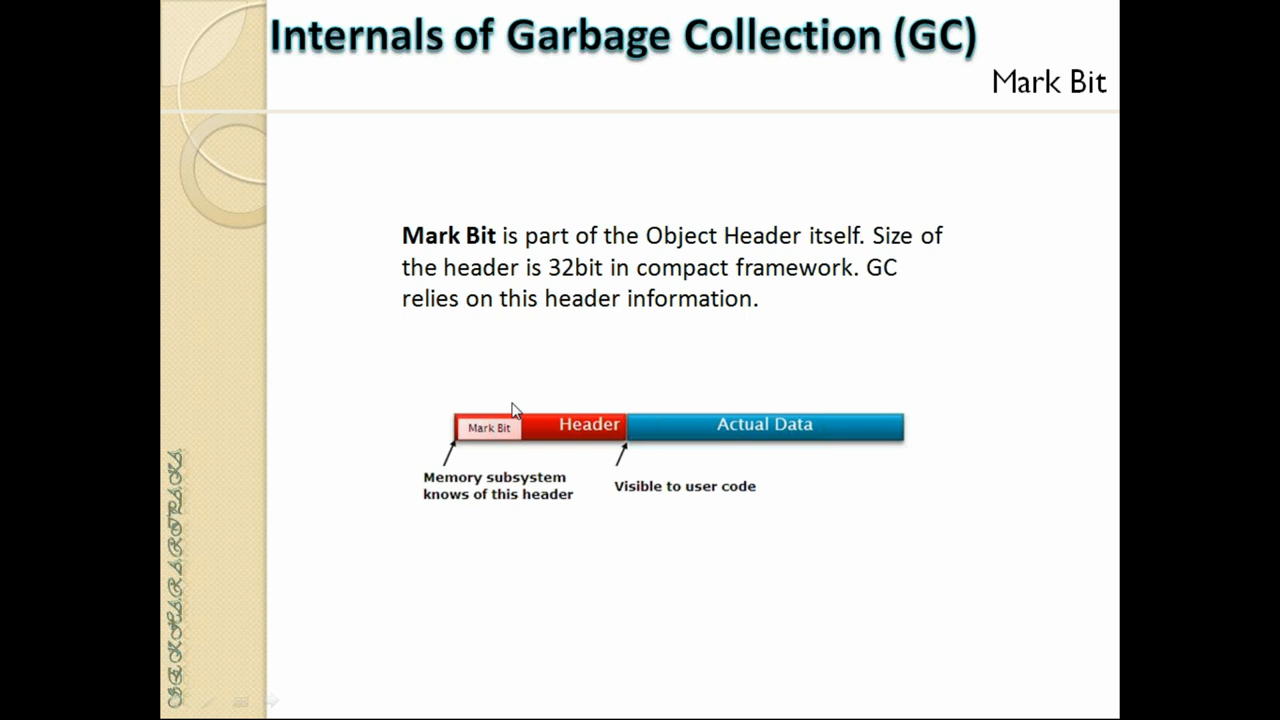 Internals of Garbage Collection (GC)
Mark Bit
Mark Bit is part of the Object Header itself. Size of
the header is 32bit in compact framework. GC
relies on this header information.
Mark Bit
Header
Actual Data
Memory subsystem
knows of this header
Visible to user code